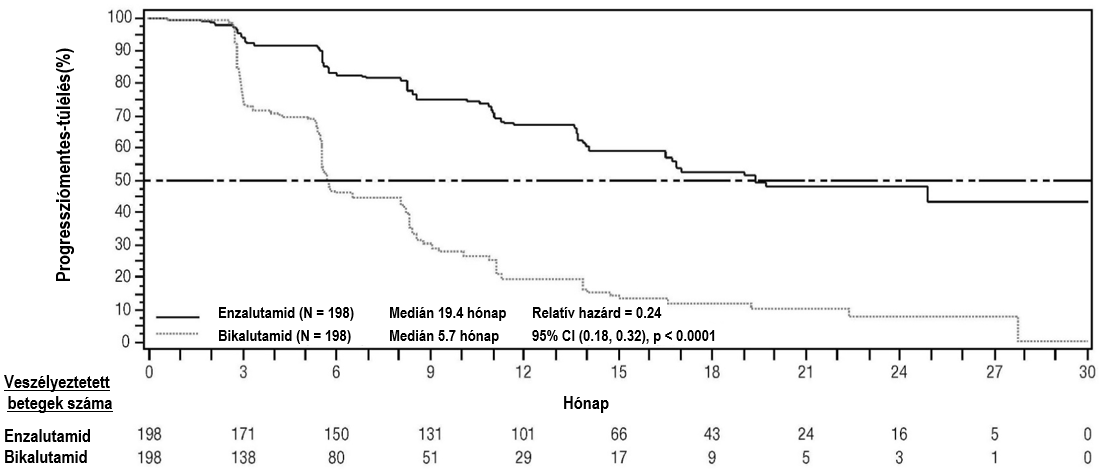 Progressziómentes-túlélés(%)
100
90
80
70
60
50
40
30
20
10
0
Enzalutamid (N = 198) Medián 19.4 hónap Relatív hazárd = 0.24
Bikalutamid (N = 198) Medián 5.7 hónap 95% CI (0.18, 0.32), p < 0.0001
0 3 6 9 12 15 18 21 24 27 30
Hónap
Veszélyeztetett
betegek száma
Enzalutamid 198 171 150 131 101 66 43 24 16 5 0
Bikalutamid 198 138 80 51 29 17 9 5 3 1 0